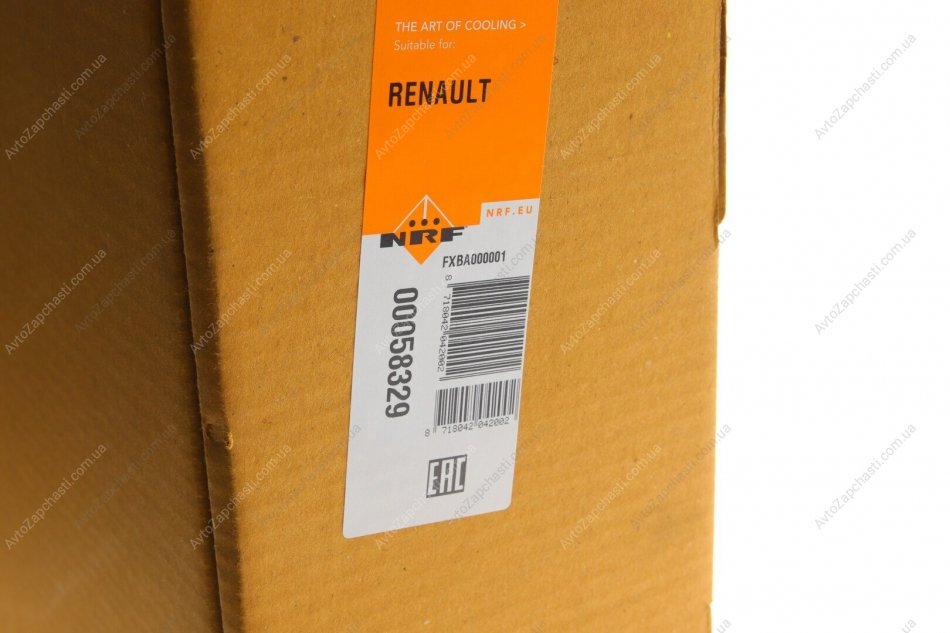 THE ART OF COOLING >
Suitable for:
RENAULT
NRF.EU
NRF
FXBA000001
00058329
8 718042 042002
8 718042 042002
EAC
AvtoZapchasti.com.ua